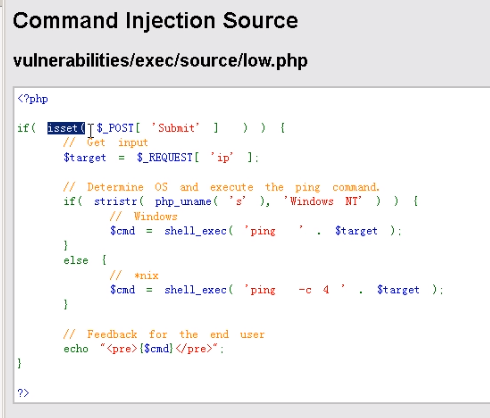 Command Injection Source
vulnerabilities/exec/source/low.php
<?php
if( isset( $_POST[ 'Submit' ] ) ) {
// Get input
$target = $_REQUEST[ 'ip' ];
// Determine OS and execute the ping command.
if( stristr( php_uname( 's' ), 'Windows NT' ) ) {
// Windows
$cmd = shell_exec( 'ping ' . $target );
}
else {
// *nix
$cmd = shell_exec( 'ping -c 4 ' . $target );
}
// Feedback for the end user
echo "<pre>{$cmd}</pre>";
}
?>